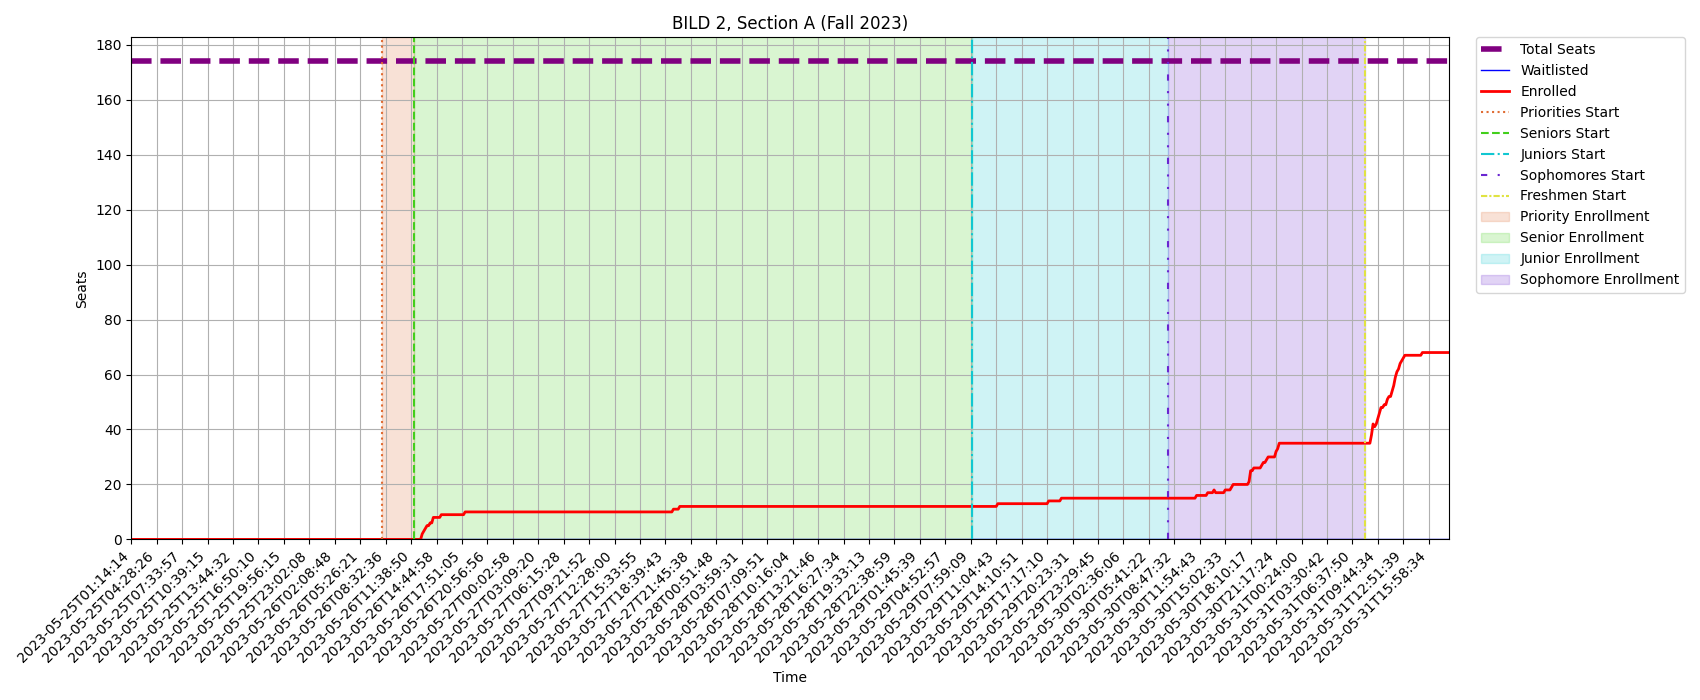 BILD 2, Section A (Fall 2023)
Seats
180
160
140
120
100
80
60
40
20
0
2023-05-25T01:14:14
2023-05-25T04:28:26
2023-05-25T07:33:57
2023-05-25T10:39:15
2023-05-25T13:44:32
2023-05-25T16:50:10
2023-05-25T19:56:15
2023-05-25T23:02:08
2023-05-26T02:08:48
2023-05-26T05:26:21
2023-05-26T08:32:36
2023-05-26T11:38:50
2023-05-26T14:44:58
2023-05-26T17:51:05
2023-05-26T20:56:56
2023-05-27T00:02:58
2023-05-27T03:09:20
2023-05-27T06:15:28
2023-05-27T09:21:52
2023-05-27T12:28:00
2023-05-27T15:33:55
2023-05-27T18:39:43
2023-05-27T21:45:38
2023-05-28T00:51:48
2023-05-28T03:59:31
2023-05-28T07:09:51
2023-05-28T10:16:04
2023-05-28T13:21:46
2023-05-28T16:27:34
2023-05-28T19:33:13
2023-05-28T22:38:59
2023-05-29T01:45:39
2023-05-29T04:52:57
2023-05-29T07:59:09
2023-05-29T11:04:43
2023-05-29T14:10:51
2023-05-29T17:17:10
2023-05-29T20:23:31
2023-05-29T23:29:45
2023-05-30T02:36:06
2023-05-30T05:41:22
2023-05-30T08:47:32
2023-05-30T11:54:43
2023-05-30T15:02:33
2023-05-30T18:10:17
2023-05-30T21:17:24
2023-05-31T00:24:00
2023-05-31T03:30:42
2023-05-31T06:37:50
2023-05-31T09:44:34
2023-05-31T12:51:39
2023-05-31T15:58:34
Time
Total Seats
Waitlisted
Enrolled
Priorities Start
Seniors Start
Juniors Start
Sophomores Start
Freshmen Start
Priority Enrollment
Senior Enrollment
Junior Enrollment
Sophomore Enrollment